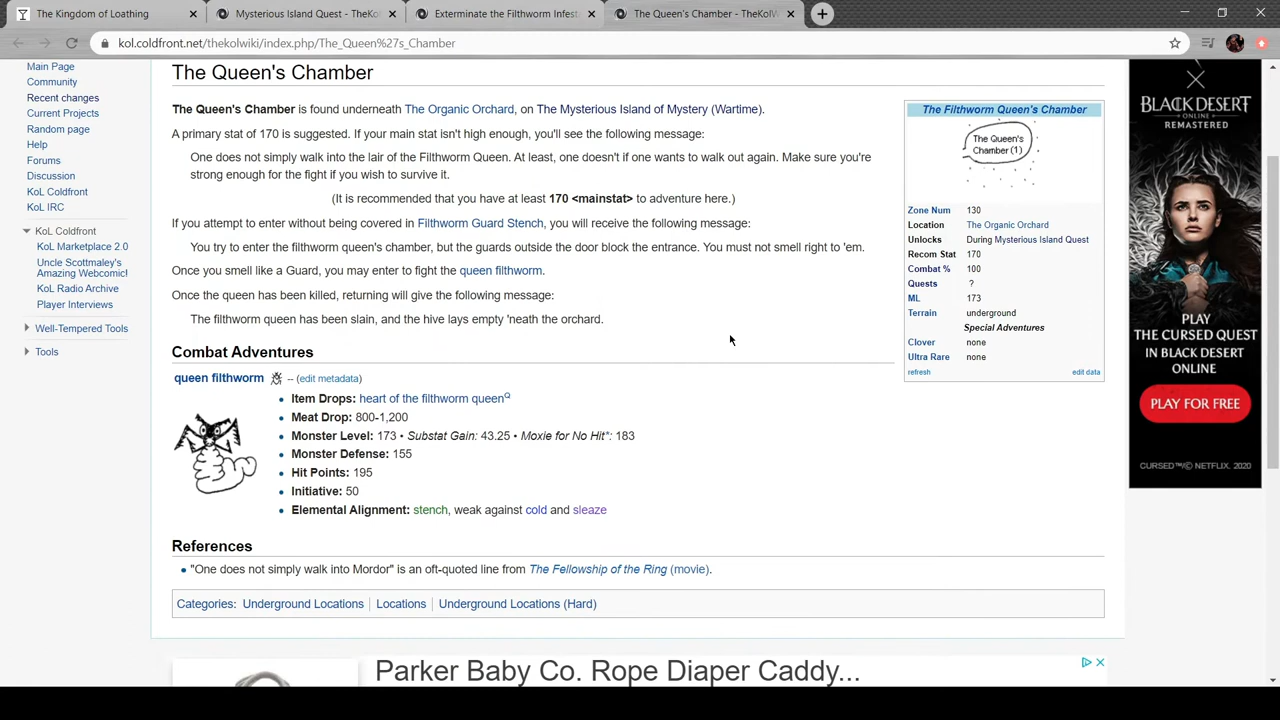 The Kingdom of Loathing
Mysterious Island Quest - TheKol
Exterminate the Filthworm Infest
The Queen's Chamber - TheKolW
kol.coldfront.net/thekolwiki/index.php/The_Queen%27s_Chamber
Main Page
Community
Recent changes
Current Projects
Random page
Help
Forums
Discussion
KoL Coldfront
KoL IRC
KoL Coldfront
KoL Marketplace 2.0
Uncle Scottmaley's
Amazing Webcomic!
KoL Radio Archive
Player Interviews
Well-Tempered Tools
Tools
The Queen's Chamber
The Queen's Chamber is found underneath The Organic Orchard, on The Mysterious Island of Mystery (Wartime).
A primary stat of 170 is suggested. If your main stat isn't high enough, you'll see the following message:
One does not simply walk into the lair of the Filthworm Queen. At least, one doesn't if one wants to walk out again. Make sure you're
strong enough for the fight if you wish to survive it.
(It is recommended that you have at least 170 <mainstat> to adventure here.)
If you attempt to enter without being covered in Filthworm Guard Stench, you will receive the following message:
You try to enter the filthworm queen's chamber, but the guards outside the door block the entrance. You must not smell right to 'em.
Once you smell like a Guard, you may enter to fight the queen filthworm.
Once the queen has been killed, returning will give the following message:
The filthworm queen has been slain, and the hive lays empty 'neath the orchard.
Combat Adventures
queen filthworm -- (edit metadata)
• Item Drops: heart of the filthworm queenQ
• Meat Drop: 800-1,200
• Monster Level: 173 • Substat Gain: 43.25 • Moxie for No Hit*: 183
• Monster Defense: 155
• Hit Points: 195
• Initiative: 50
• Elemental Alignment: stench, weak against cold and sleaze
References
• "One does not simply walk into Mordor" is an oft-quoted line from The Fellowship of the Ring (movie).
Categories: Underground Locations | Locations | Underground Locations (Hard)
The Filthworm Queen's Chamber
The Queen's
Chamber (1)
Zone Num 130
Location The Organic Orchard
Unlocks During Mysterious Island Quest
Recom Stat 170
Combat % 100
Quests ?
ML 173
Terrain underground
Special Adventures
Clover none
Ultra Rare none
refresh edit data
BLACK DESERT
ONLINE
REMASTERED
PLAY
THE CURSED QUEST
IN BLACK DESERT
ONLINE
PLAY FOR FREE
CURSED™/© NETFLIX. 2020
Parker Baby Co. Rope Diaper Caddy...